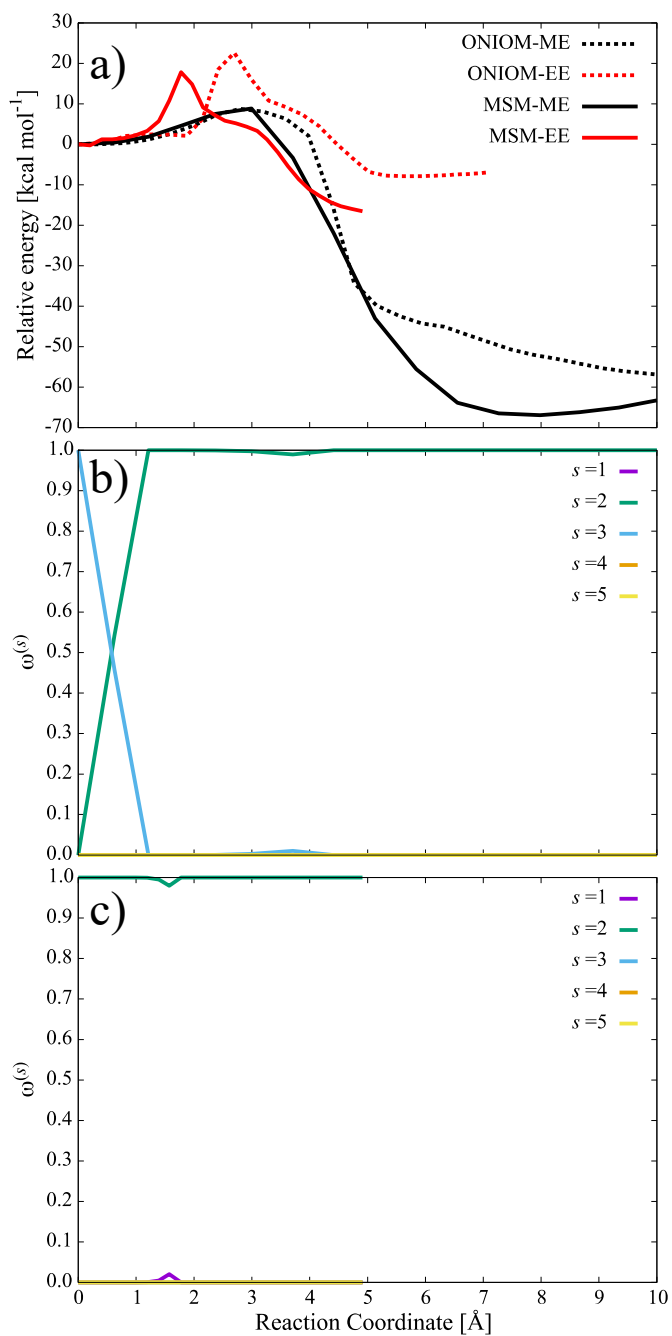 a)
ONIOM-ME
ONIOM-EE
MSM-ME
MSM-EE
Relative energy [kcal mol⁻¹]
30
20
10
0
-10
-20
-30
-40
-50
-60
-70
b)
s =1
s =2
s =3
s =4
s =5
ω⁽ˢ⁾
1.0
0.9
0.8
0.7
0.6
0.5
0.4
0.3
0.2
0.1
0.0
c)
s =1
s =2
s =3
s =4
s =5
ω⁽ˢ⁾
1.0
0.9
0.8
0.7
0.6
0.5
0.4
0.3
0.2
0.1
0.0
0 1 2 3 4 5 6 7 8 9 10
Reaction Coordinate [Å]